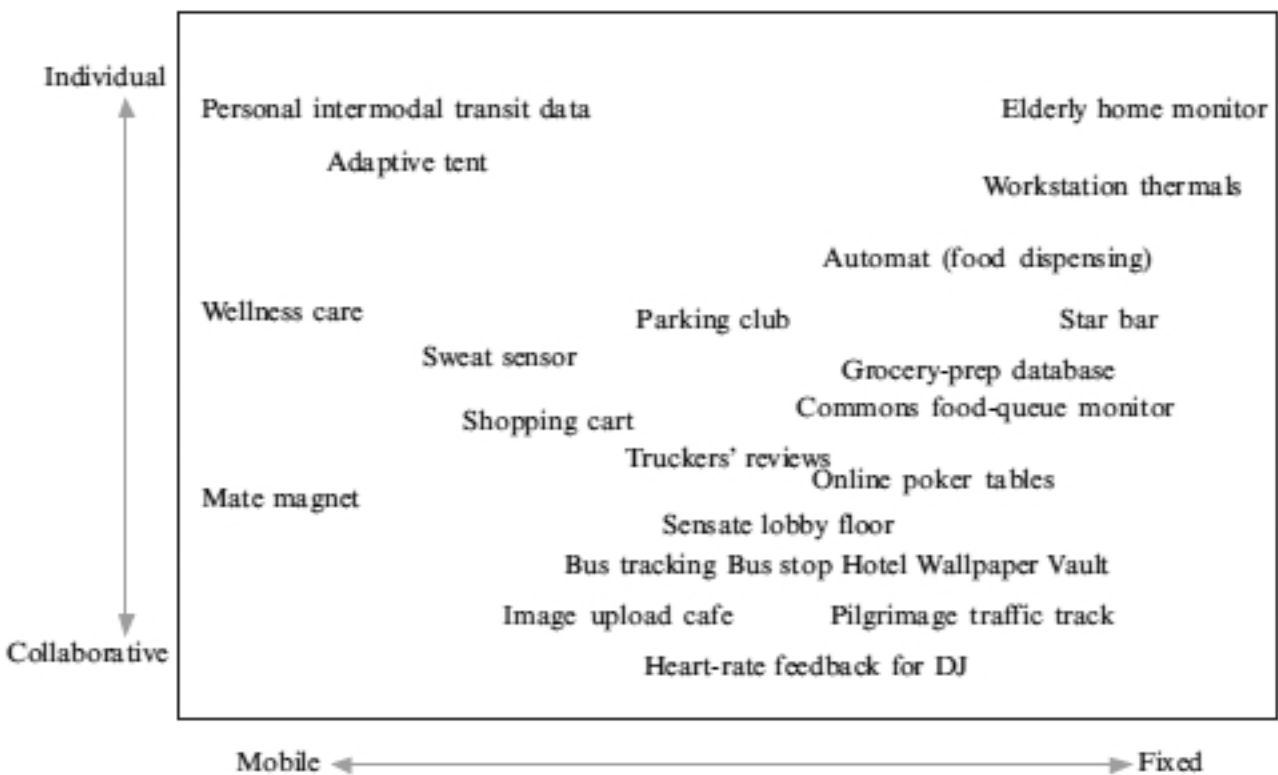 Individual
Personal intermodal transit data
Elderly home monitor
Adaptive tent
Workstation thermals
Automat (food dispensing)
Wellness care
Parking club
Star bar
Sweat sensor
Grocery-prep database
Commons food-queue monitor
Shopping cart
Truckers' reviews
Online poker tables
Mate magnet
Sensate lobby floor
Bus tracking Bus stop Hotel Wallpaper Vault
Image upload cafe
Pilgrimage traffic track
Collaborative
Heart-rate feedback for DJ
Mobile
Fixed